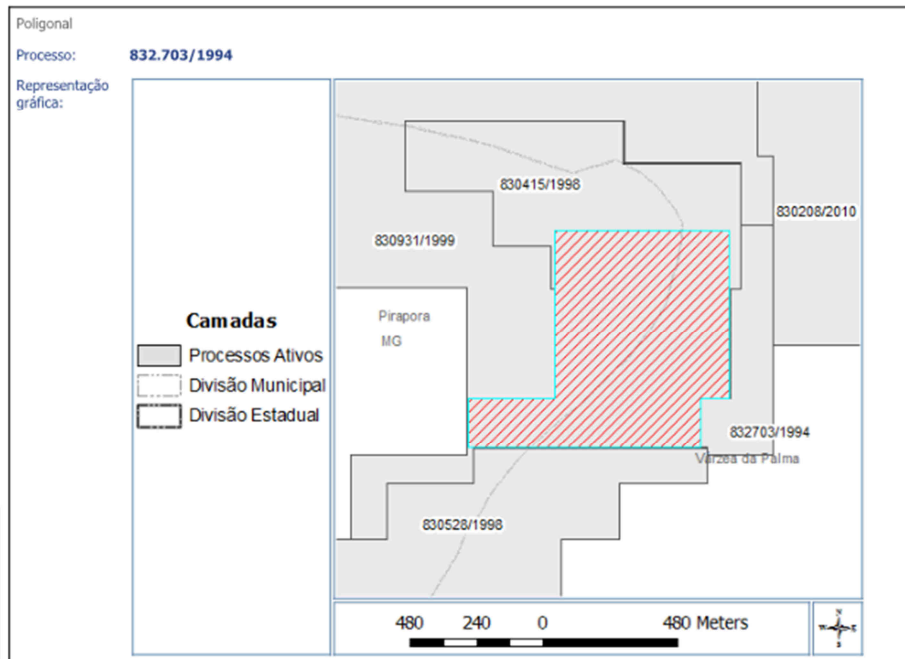 Poligonal
Processo: 832.703/1994
Representação
gráfica:
Camadas
Processos Ativos
Divisão Municipal
Divisão Estadual
830415/1998
830208/2010
830931/1999
Pirapora
MG
832703/1994
Varzea da Palma
830528/1998
480 240 0 480 Meters
N
W E
S